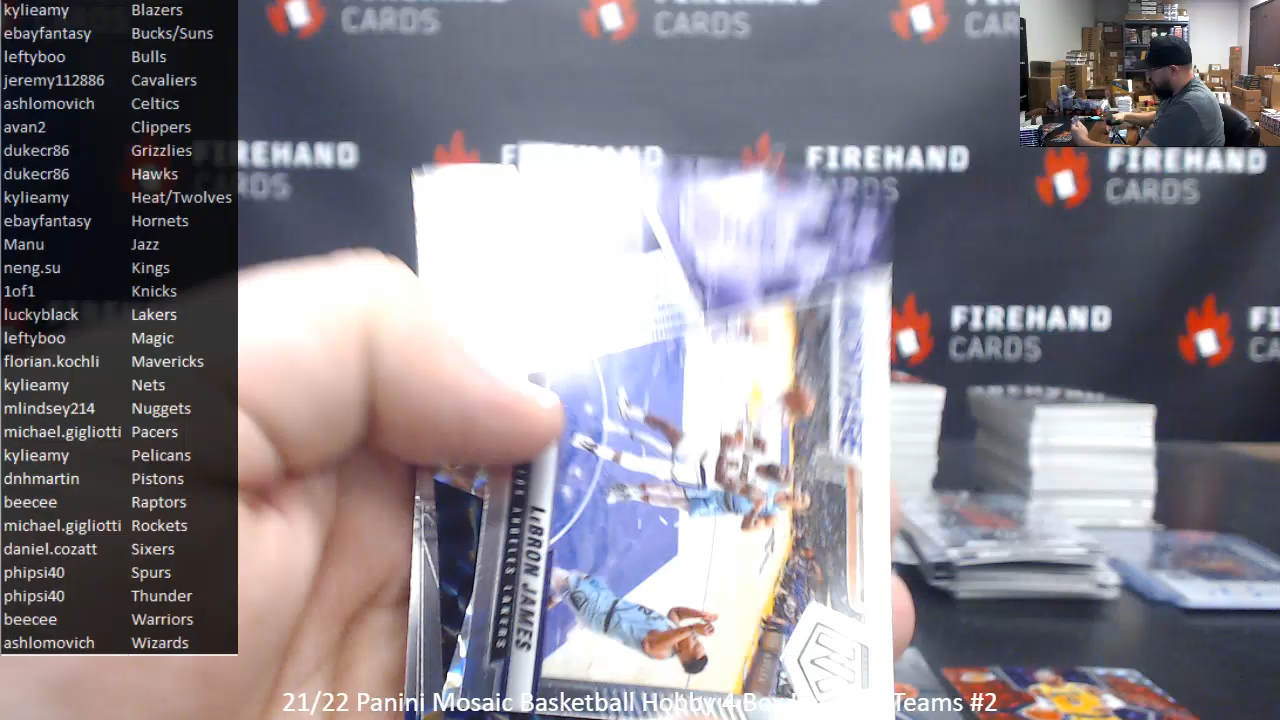 kylieamy Blazers
ebayfantasy Bucks/Suns
leftyboo Bulls
jeremy112886 Cavaliers
ashlomovich Celtics
avan2 Clippers
dukecr86 Grizzlies
dukecr86 Hawks
kylieamy Heat/Twolves
ebayfantasy Hornets
Manu Jazz
neng.su Kings
1of1 Knicks
luckyblack Lakers
leftyboo Magic
florian.kochli Mavericks
kylieamy Nets
mlindsey214 Nuggets
michael.gigliotti Pacers
kylieamy Pelicans
dnhmartin Pistons
beecee Raptors
michael.gigliotti Rockets
daniel.cozatt Sixers
phipsi40 Spurs
phipsi40 Thunder
beecee Warriors
ashlomovich Wizards
CARDS
CARDS
FIREHAND
CARDS
FIREHAND
CARDS
FIREHAND
CARDS
LEBRON JAMES
LOS ANGELES LAKERS
21/22 Panini Mosaic Basketball Hobby 4 Teams #2